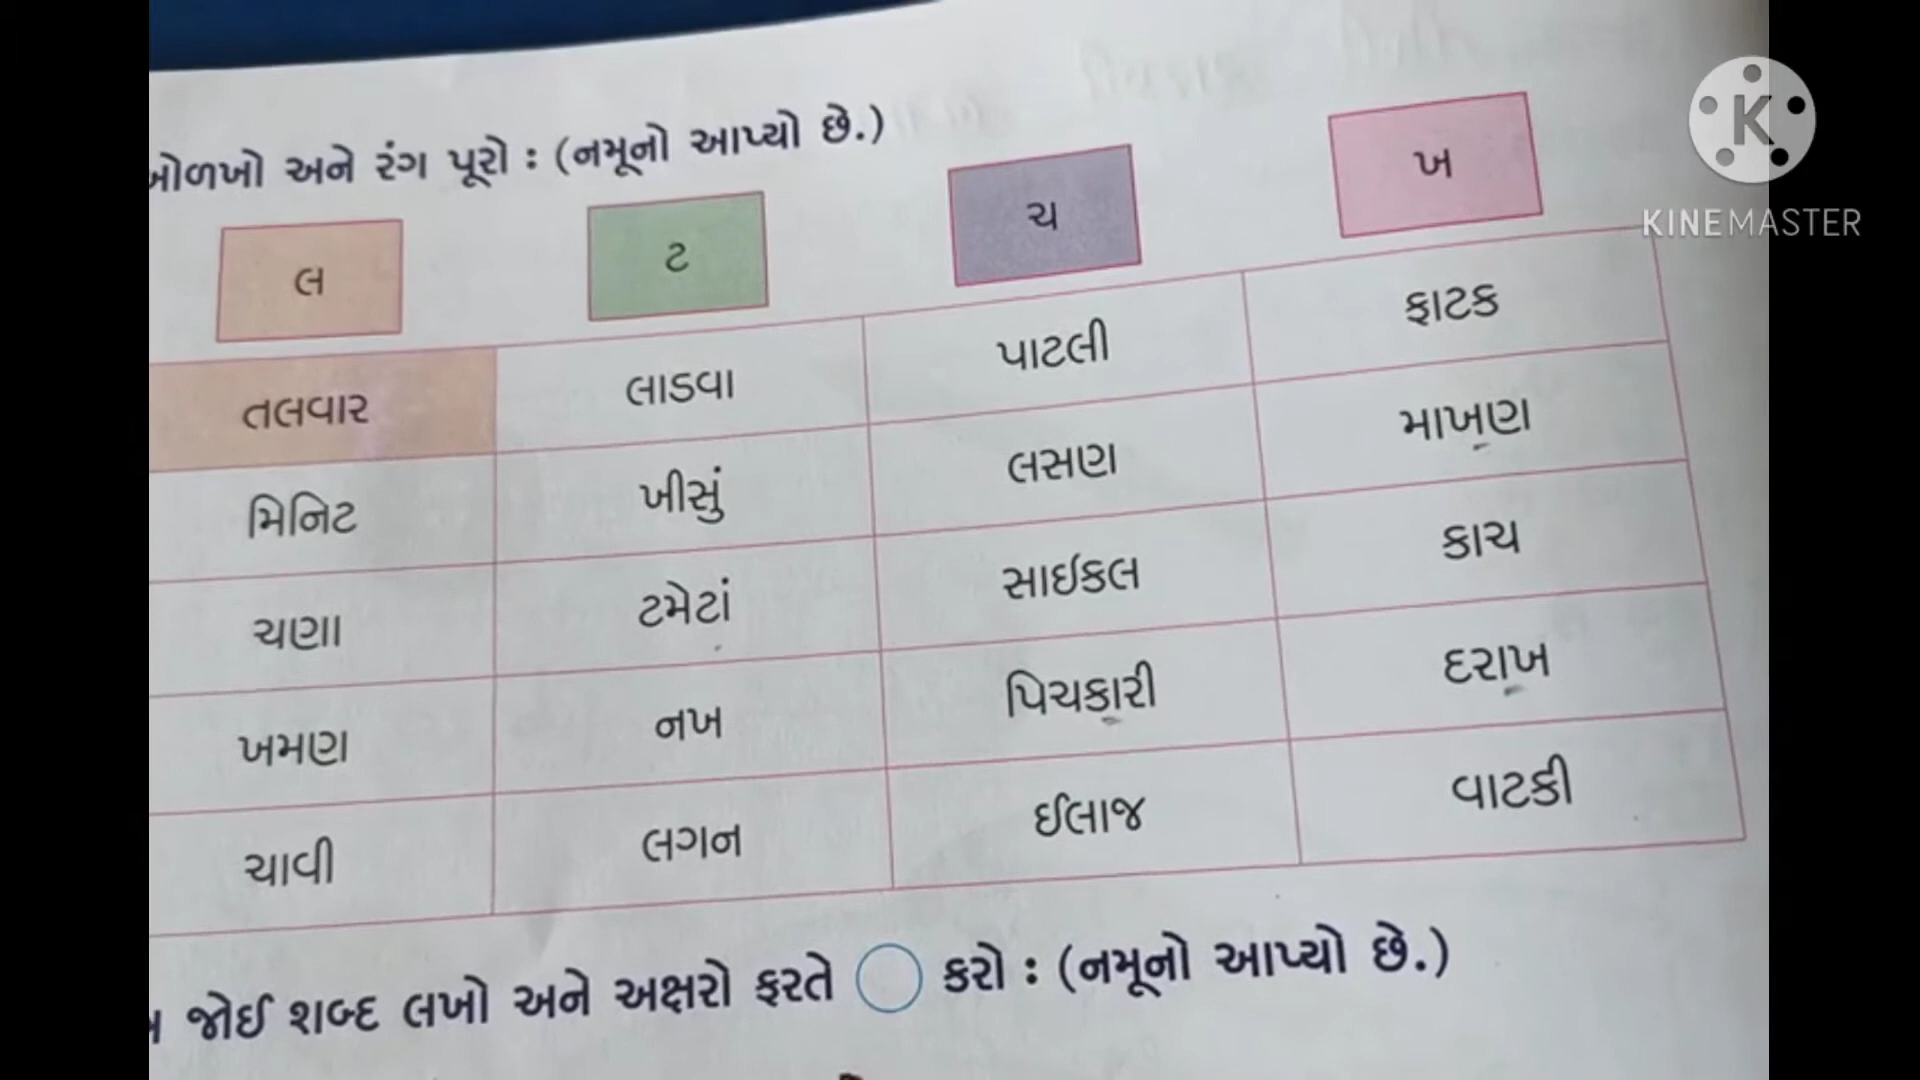 ઓળખો અને રંગ પૂરો : (નમૂનો આપ્યો છે.)
લ ટ ચ ખ
તલવાર લાડવા પાટલી ફાટક
મિનિટ ખીસું લસણ માખણ
ચણા ટમેટાં સાઈકલ કાચ
ખમણ નખ પિચકારી દરાખ
ચાવી લગન ઈલાજ વાટકી
જોઈ શબ્દ લખો અને અક્ષરો ફરતે કરો : (નમૂનો આપ્યો છે.)
K
KINEMASTER